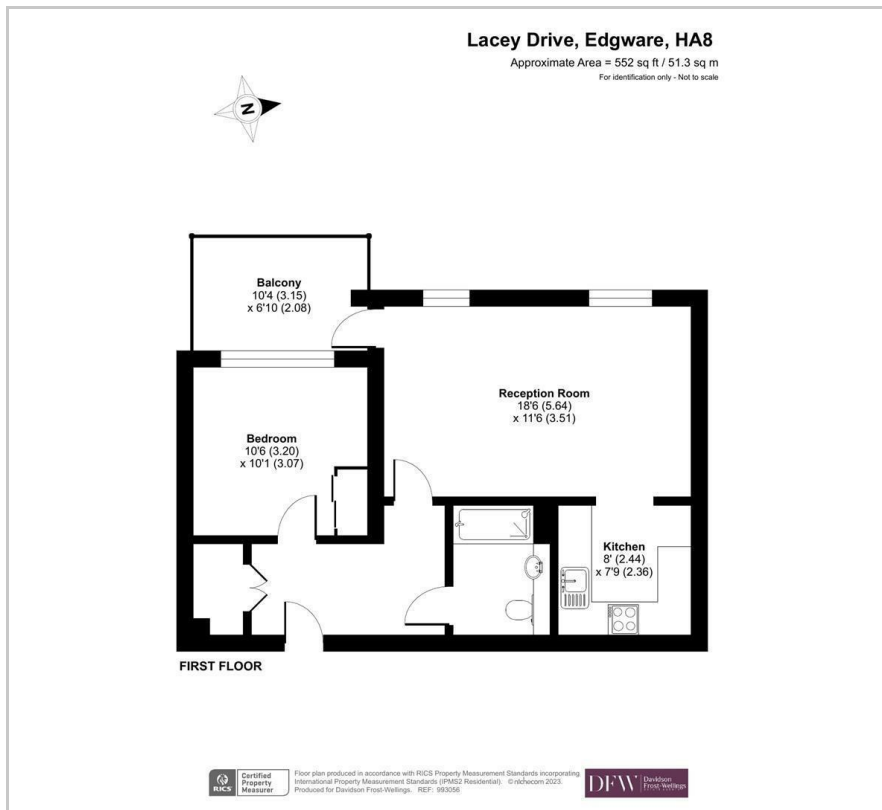 Lacey Drive, Edgware, HA8
Approximate Area = 552 sq ft / 51.3 sq m
For identification only - Not to scale
N
Balcony
10'4 (3.15)
x 6'10 (2.08)
Reception Room
18'6 (5.64)
x 11'6 (3.51)
Bedroom
10'6 (3.20)
x 10'1 (3.07)
Kitchen
8' (2.44)
x 7'9 (2.36)
FIRST FLOOR
RICS
Certified
Property
Measurer
Floor plan produced in accordance with RICS Property Measurement Standards incorporating
International Property Measurement Standards (IPMS2 Residential). © nichecom 2023.
Produced for Davidson Frost-Wellings. REF: 993056
DFW
Davidson
Frost-Wellings